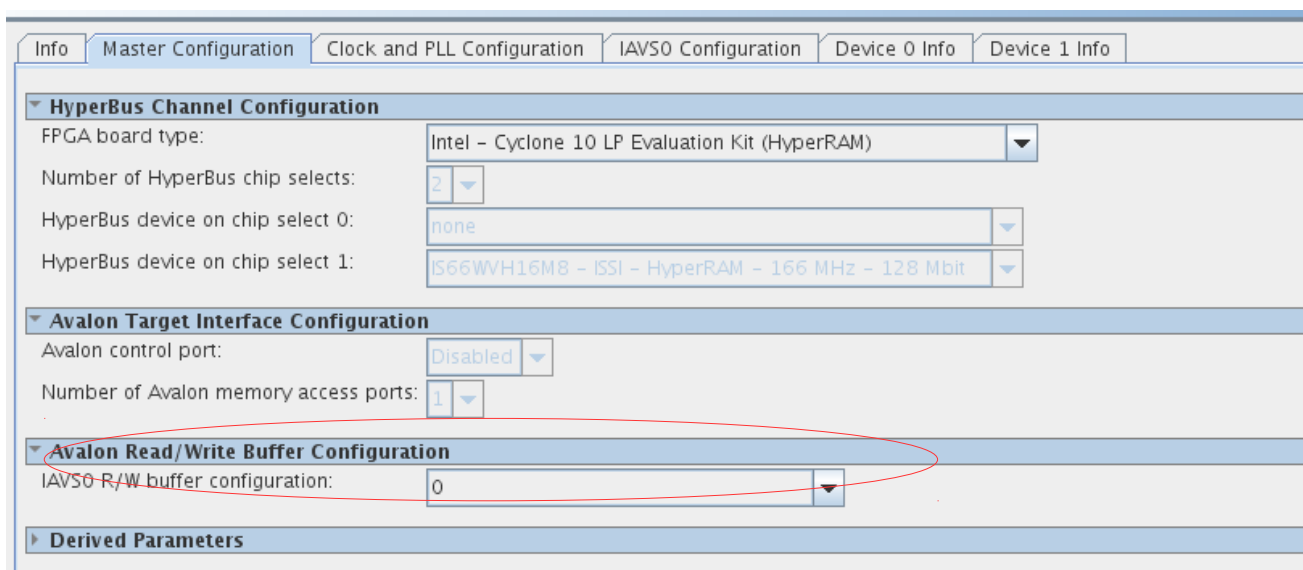 Info Master Configuration Clock and PLL Configuration IAVS0 Configuration Device 0 Info Device 1 Info
HyperBus Channel Configuration
FPGA board type: Intel – Cyclone 10 LP Evaluation Kit (HyperRAM)
Number of HyperBus chip selects: 2
HyperBus device on chip select 0: none
HyperBus device on chip select 1: IS66WVH16M8 – ISSI – HyperRAM – 166 MHz – 128 Mbit
Avalon Target Interface Configuration
Avalon control port: Disabled
Number of Avalon memory access ports: 1
Avalon Read/Write Buffer Configuration
IAVS0 R/W buffer configuration: 0
Derived Parameters